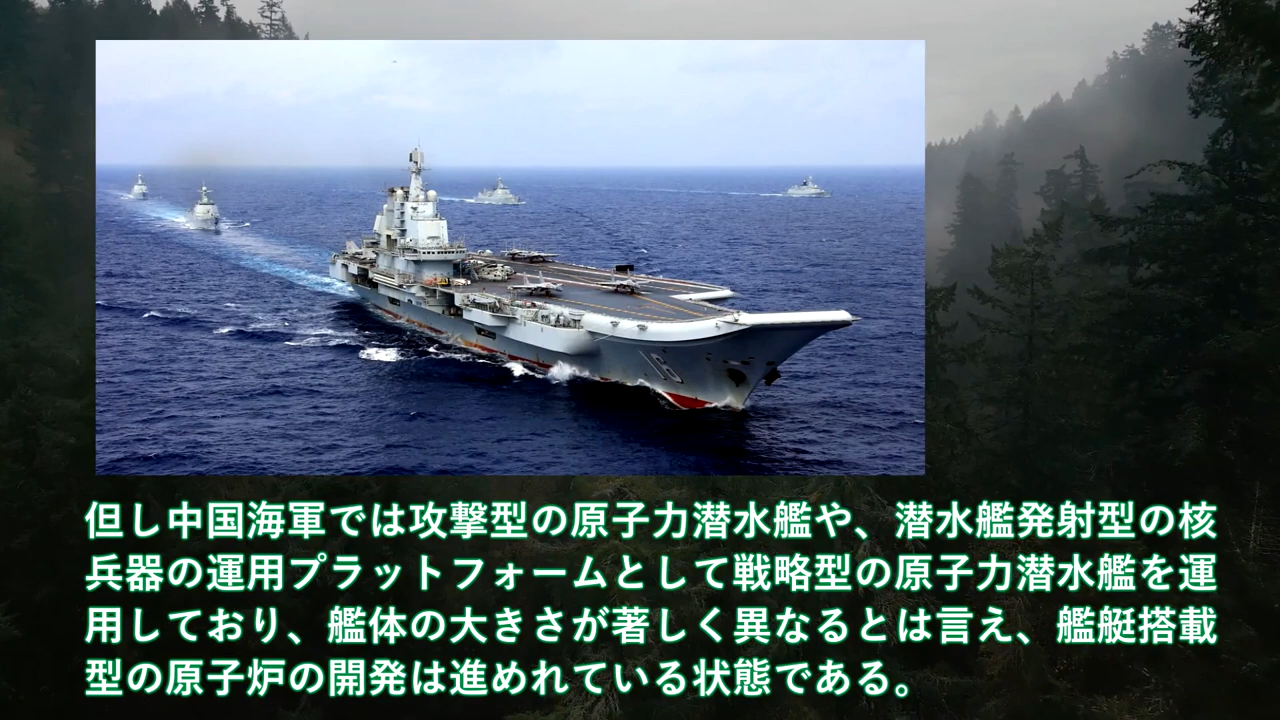 16
但し中国海軍では攻撃型の原子力潜水艦や、潜水艦発射型の核
兵器の運用プラットフォームとして戦略型の原子力潜水艦を運
用しており、艦体の大きさが著しく異なるとは言え、艦艇搭載
型の原子炉の開発は進めれている状態である。